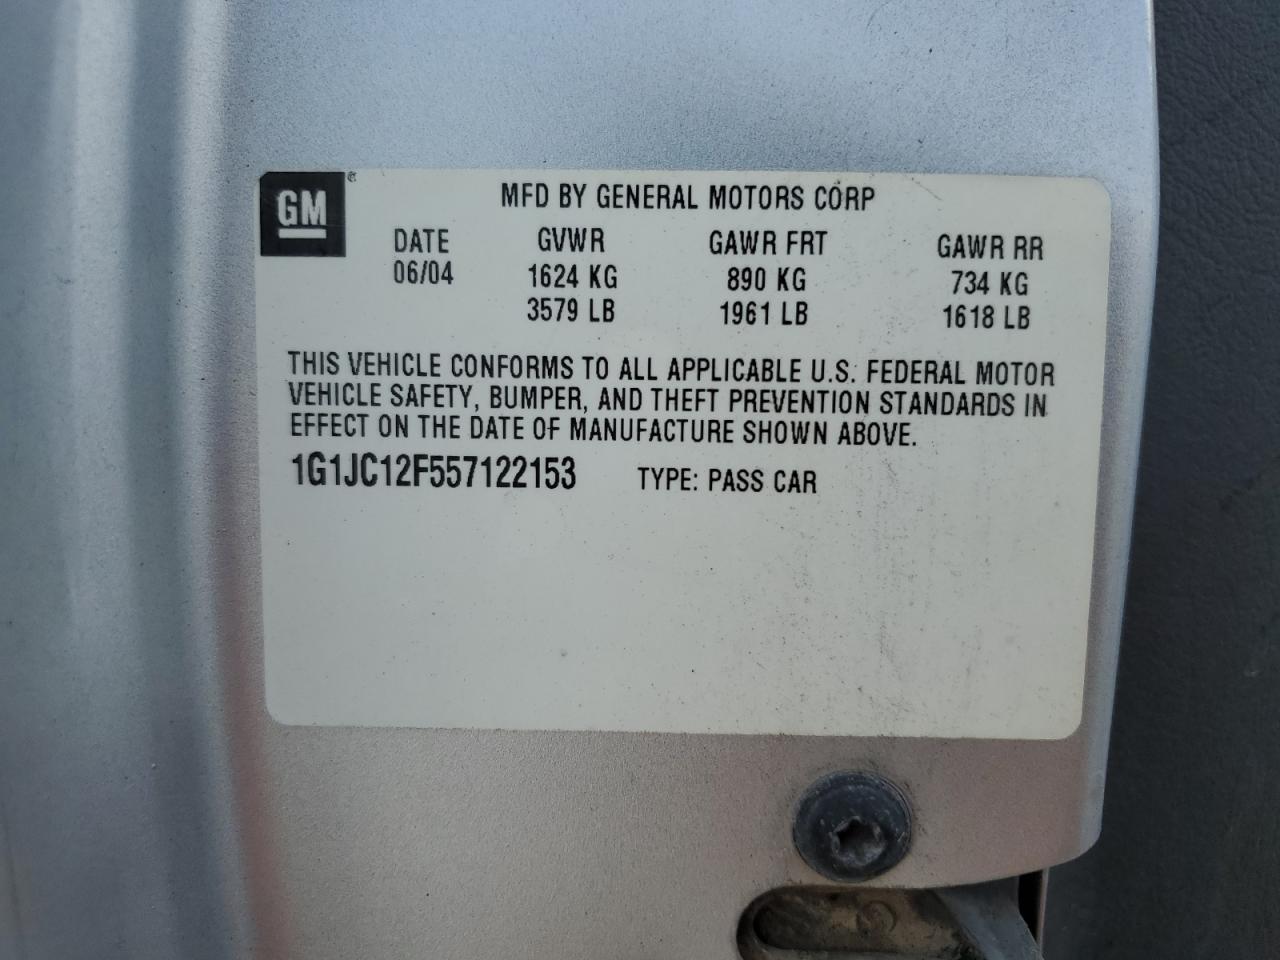 GM ®
MFD BY GENERAL MOTORS CORP
DATE GVWR GAWR FRT GAWR RR
06/04 1624 KG 890 KG 734 KG
3579 LB 1961 LB 1618 LB
THIS VEHICLE CONFORMS TO ALL APPLICABLE U.S. FEDERAL MOTOR
VEHICLE SAFETY, BUMPER, AND THEFT PREVENTION STANDARDS IN
EFFECT ON THE DATE OF MANUFACTURE SHOWN ABOVE.
1G1JC12F557122153 TYPE: PASS CAR